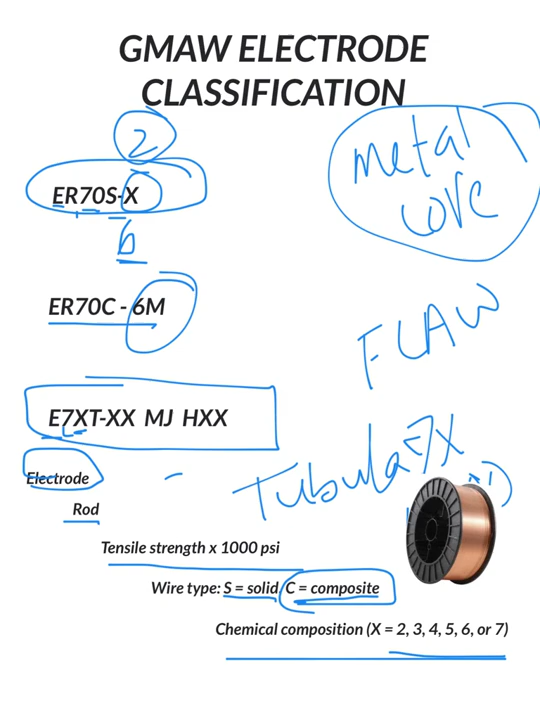 GMAW ELECTRODE
CLASSIFICATION
2
metal
core
ER70S-X
6
ER70C - 6M
FCAW
E7XT-XX MJ HXX
Tubular
Electrode
Rod
Tensile strength x 1000 psi
Wire type: S = solid C = composite
Chemical composition (X = 2, 3, 4, 5, 6, or 7)